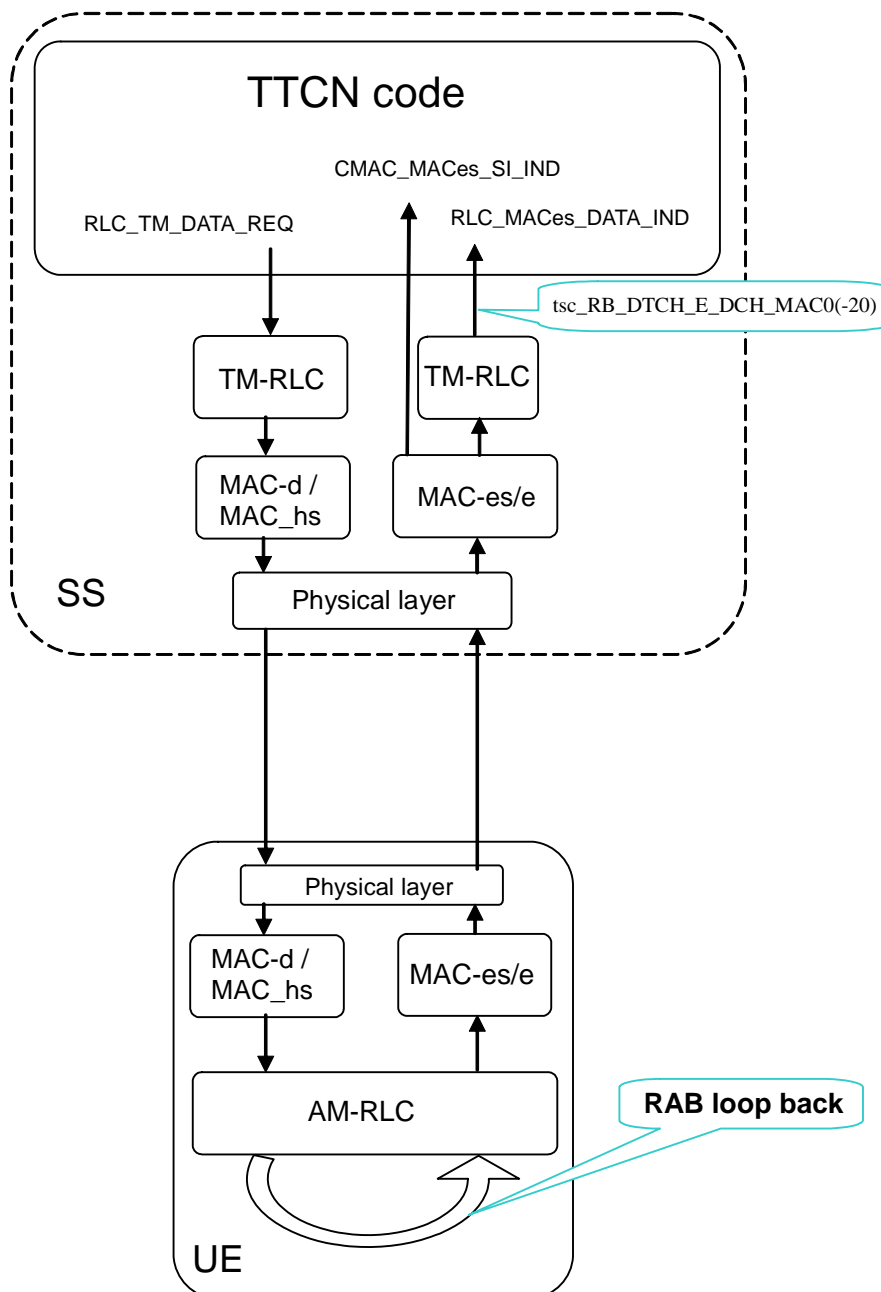 TTCN code
CMAC_MACes_SI_IND
RLC_TM_DATA_REQ
RLC_MACes_DATA_IND
tsc_RB_DTCH_E_DCH_MAC0(-20)
TM-RLC
TM-RLC
MAC-d /
MAC_hs
MAC-es/e
SS
Physical layer
Physical layer
MAC-d /
MAC_hs
MAC-es/e
AM-RLC
RAB loop back
UE